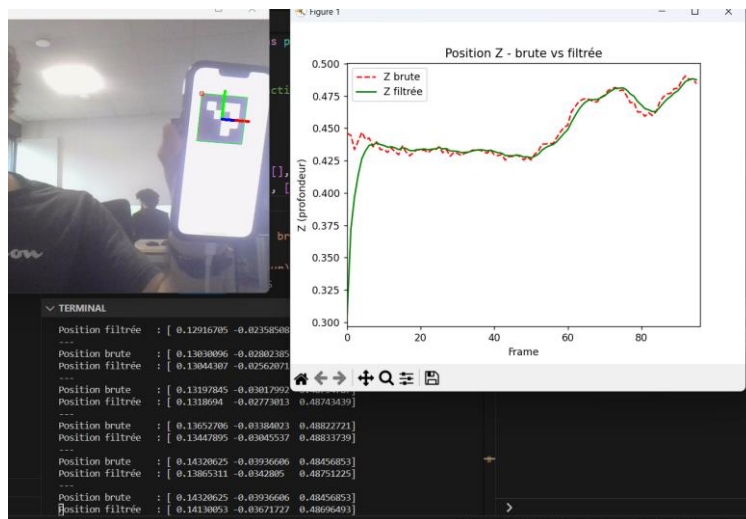 Figure 1
Position Z - brute vs filtrée
Z brute
Z filtrée
Z (profondeur)
0.500
0.475
0.450
0.425
0.400
0.375
0.350
0.325
0.300
0 20 40 60 80
Frame
TERMINAL
Position filtrée : [ 0.12916705 -0.02358508
---
Position brute : [ 0.13030096 -0.02802385
Position filtrée : [ 0.13044307 -0.02562071
---
Position brute : [ 0.13197845 -0.03017992
Position filtrée : [ 0.1318694 -0.02773013 0.48743439]
---
Position brute : [ 0.13652706 -0.03384023 0.48822721]
Position filtrée : [ 0.13447895 -0.03045537 0.48833739]
---
Position brute : [ 0.14320625 -0.03936606 0.48456853]
Position filtrée : [ 0.13865311 -0.0342805 0.48751225]
---
Position brute : [ 0.14320625 -0.03936606 0.48456853]
Position filtrée : [ 0.14130053 -0.03671727 0.48696493]